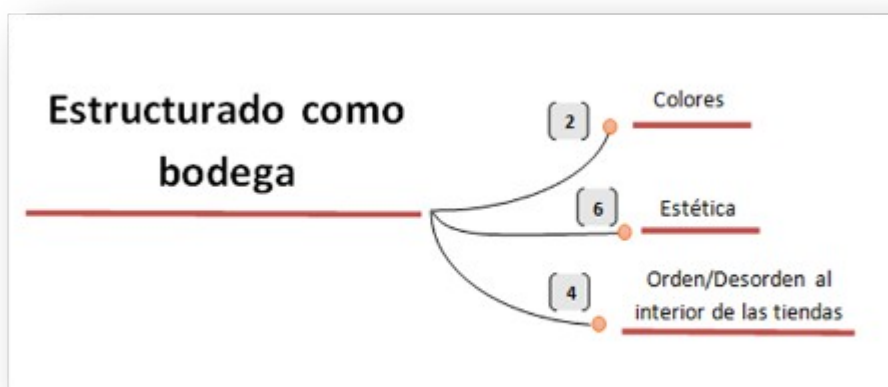 Estructurado como
bodega
[2]
Colores
[6]
Estética
[4]
Orden/Desorden al
interior de las tiendas